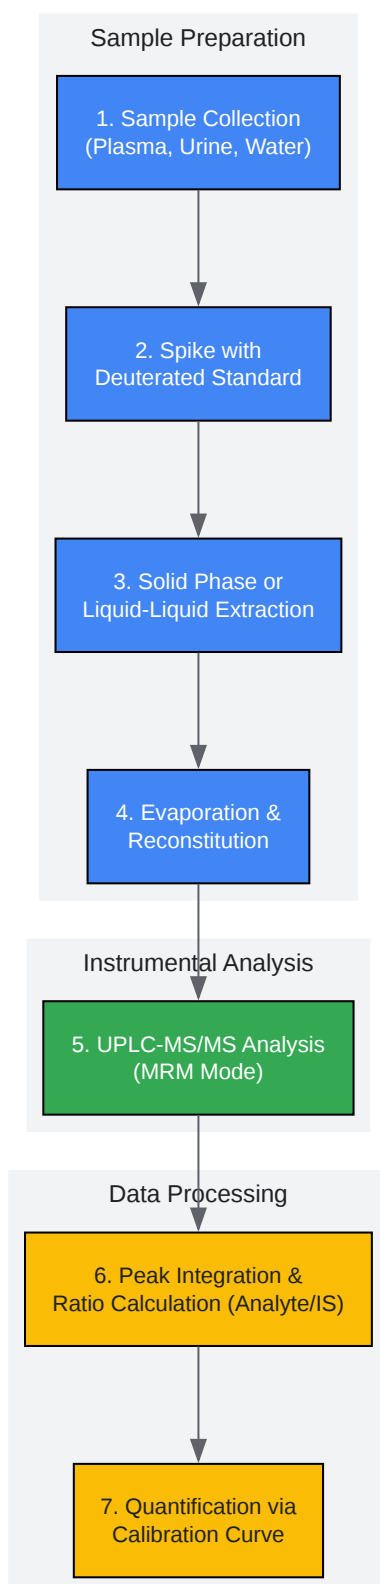 Sample Preparation
1. Sample Collection
(Plasma, Urine, Water)
2. Spike with
Deuterated Standard
3. Solid Phase or
Liquid-Liquid Extraction
4. Evaporation &
Reconstitution
Instrumental Analysis
5. UPLC-MS/MS Analysis
(MRM Mode)
Data Processing
6. Peak Integration &
Ratio Calculation (Analyte/IS)
7. Quantification via
Calibration Curve